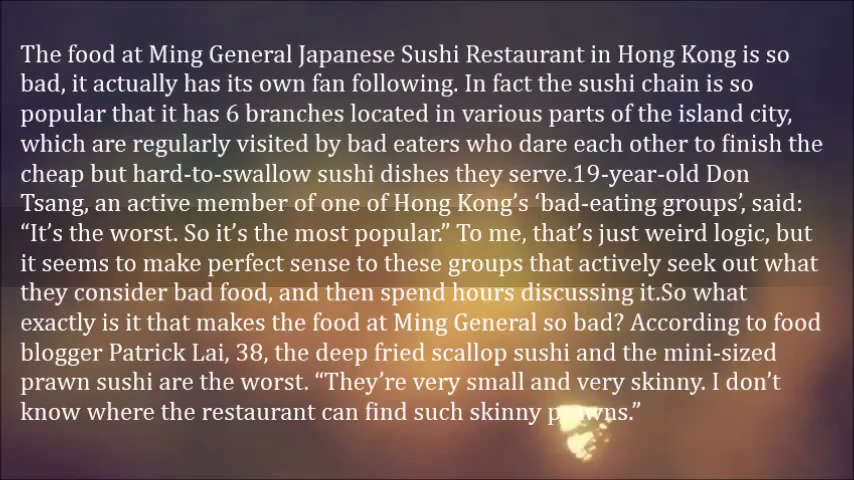 The food at Ming General Japanese Sushi Restaurant in Hong Kong is so
bad, it actually has its own fan following. In fact the sushi chain is so
popular that it has 6 branches located in various parts of the island city,
which are regularly visited by bad eaters who dare each other to finish the
cheap but hard-to-swallow sushi dishes they serve.19-year-old Don
Tsang, an active member of one of Hong Kong’s ‘bad-eating groups’, said:
“It’s the worst. So it’s the most popular.” To me, that’s just weird logic, but
it seems to make perfect sense to these groups that actively seek out what
they consider bad food, and then spend hours discussing it.So what
exactly is it that makes the food at Ming General so bad? According to food
blogger Patrick Lai, 38, the deep fried scallop sushi and the mini-sized
prawn sushi are the worst. “They’re very small and very skinny. I don’t
know where the restaurant can find such skinny prawns.”